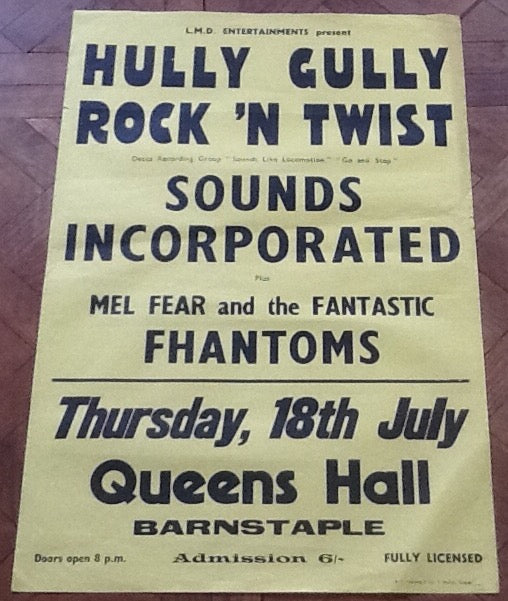 L.M.D. ENTERTAINMENTS present
HULLY GULLY
ROCK 'N TWIST
Decca Recording Group "Sounds Like Locomotion" "Go and Stop"
SOUNDS
INCORPORATED
Plus
MEL FEAR and the FANTASTIC
FHANTOMS
Thursday, 18th July
Queens Hall
BARNSTAPLE
Doors open 8 p.m. Admission 6/- FULLY LICENSED